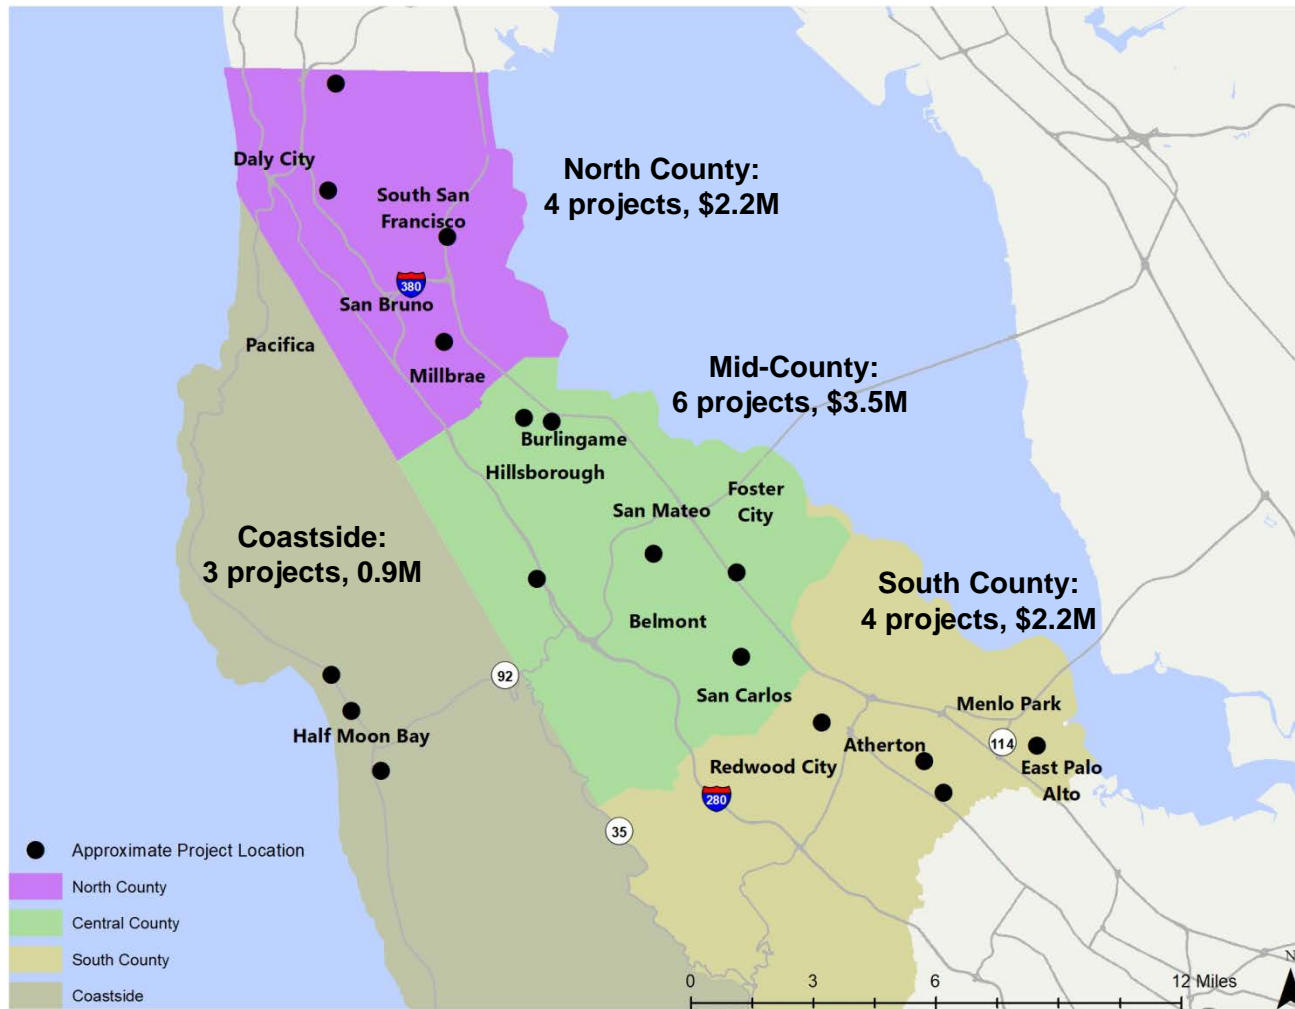 Daly City
South San
Francisco
North County:
4 projects, $2.2M
380
San Bruno
Pacifica
Millbrae
Mid-County:
6 projects, $3.5M
Burlingame
Hillsborough
Foster
City
San Mateo
Coastside:
3 projects, 0.9M
South County:
4 projects, $2.2M
Belmont
92
San Carlos
Menlo Park
Half Moon Bay
Atherton
114
Redwood City
East Palo
Alto
280
35
Approximate Project Location
North County
Central County
South County
Coastside
0 3 6 12 Miles
N